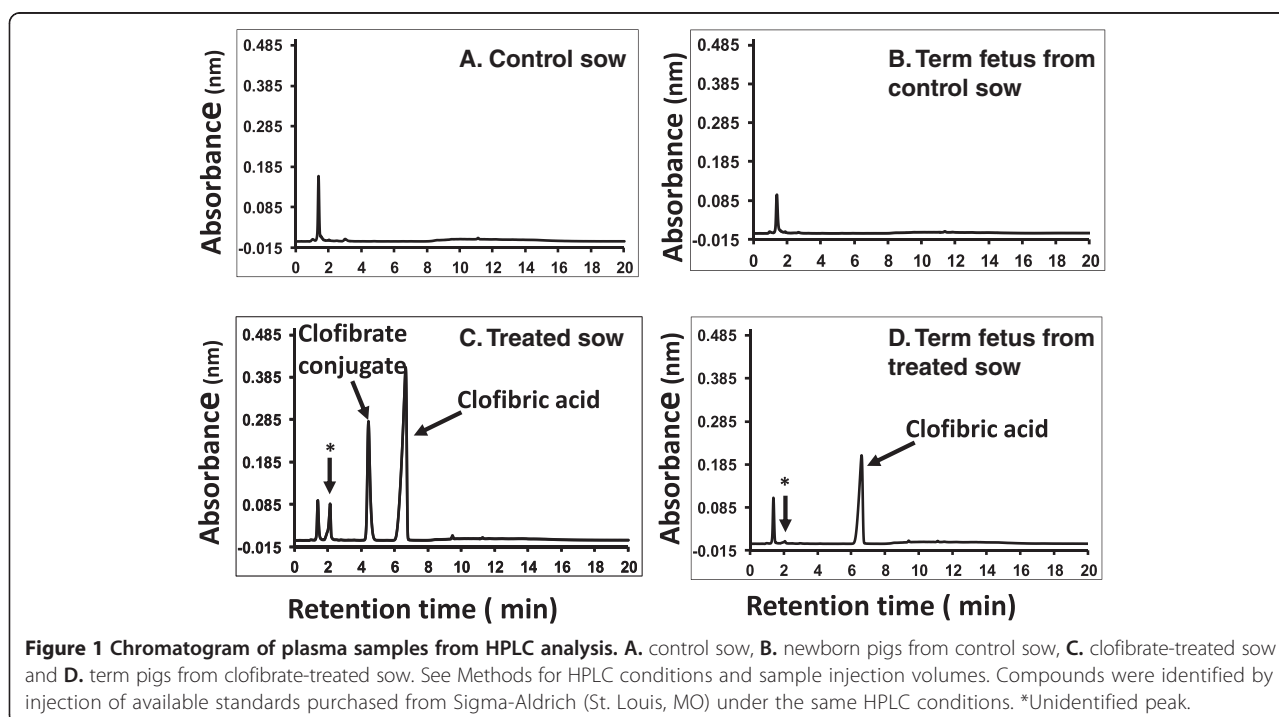 0.485
0.385
0.285
0.185
0.085
-0.015
0 2 4 6 8 10 12 14 16 18 20
Absorbance (nm)
A. Control sow
0.485
0.385
0.285
0.185
0.085
-0.015
0 2 4 6 8 10 12 14 16 18 20
Absorbance (nm)
B. Term fetus from
control sow
0.485
0.385
0.285
0.185
0.085
-0.015
0 2 4 6 8 10 12 14 16 18 20
Absorbance (nm)
Clofibrate
conjugate
C. Treated sow
Clofibric acid
*
Retention time ( min)
0.485
0.385
0.285
0.185
0.085
-0.015
0 2 4 6 8 10 12 14 16 18 20
Absorbance (nm)
D. Term fetus from
treated sow
Clofibric acid
*
Retention time ( min)
Figure 1 Chromatogram of plasma samples from HPLC analysis. A. control sow, B. newborn pigs from control sow, C. clofibrate-treated sow
and D. term pigs from clofibrate-treated sow. See Methods for HPLC conditions and sample injection volumes. Compounds were identified by
injection of available standards purchased from Sigma-Aldrich (St. Louis, MO) under the same HPLC conditions. *Unidentified peak.